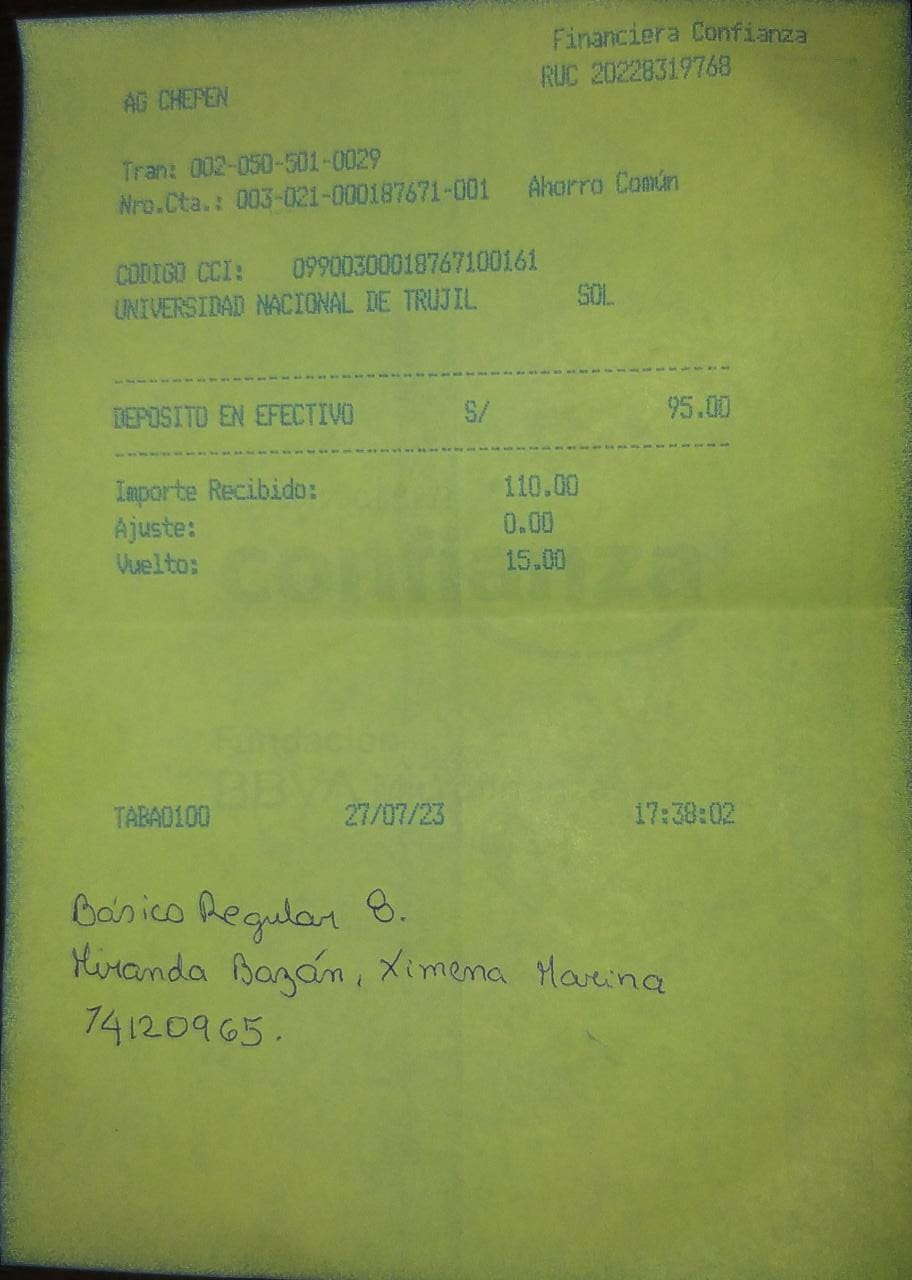 Financiera Confianza
RUC 20228319768
AG CHEPEN
Tran: 002-050-501-0029
Nro.Cta.: 003-021-000187671-001 Ahorro Común
CODIGO CCI: 09900300018767100161
UNIVERSIDAD NACIONAL DE TRUJIL SOL
DEPOSITO EN EFECTIVO S/ 95.00
Importe Recibido: 110.00
Ajuste: 0.00
Vuelto: 15.00
confianza
Fundación
BBVA
TABA0100 27/07/23 17:38:02
Básico Regular 8.
Miranda Bazán, Ximena Marina
74120965.